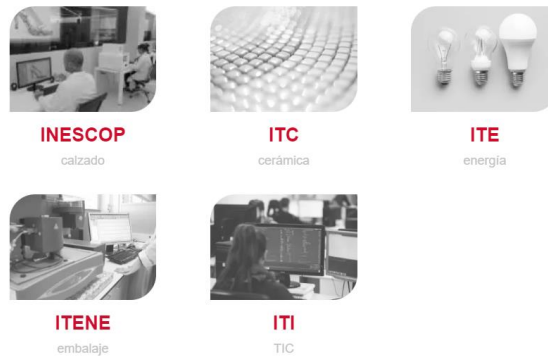 INESCOP
calzado
ITC
cerámica
ITE
energía
ITENE
embalaje
ITI
TIC